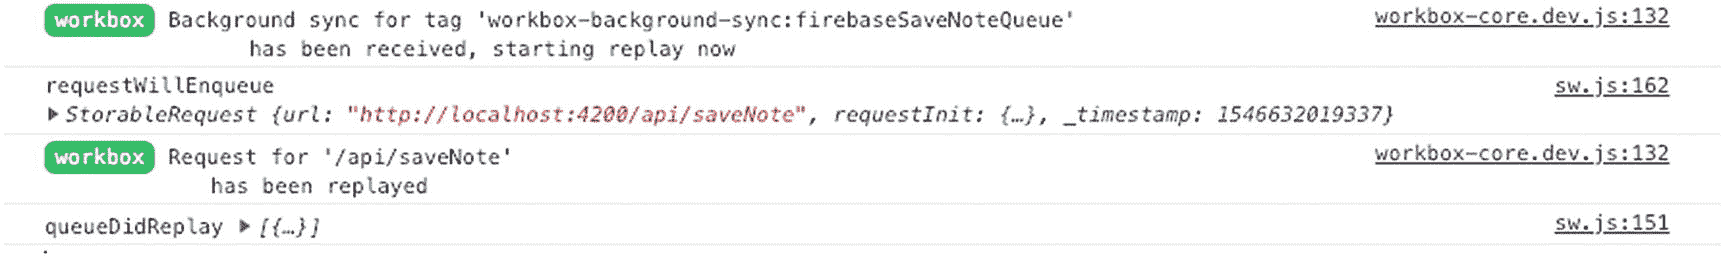 workbox Background sync for tag 'workbox-background-sync:firebaseSaveNoteQueue' workbox-core.dev.js:132
has been received, starting replay now
requestWillEnqueue sw.js:162
▶ StorableRequest {url: "http://localhost:4200/api/saveNote", requestInit: {…}, _timestamp: 1546632019337}
workbox Request for '/api/saveNote' workbox-core.dev.js:132
has been replayed
queueDidReplay ▶ [{…}] sw.js:151